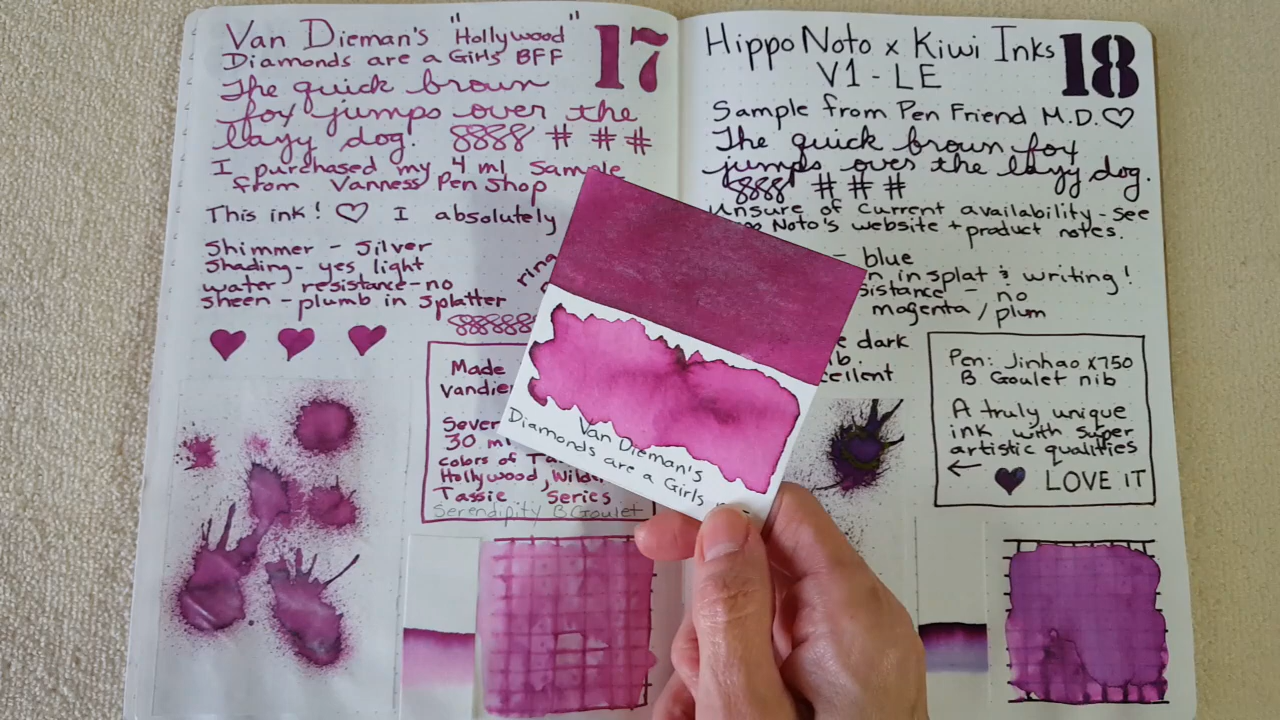 Van Dieman's "Hollywood"
Diamonds are a Girls BFF
17
The quick brown
fox jumps over the
lazy dog. 8888 # # #
I purchased my 4 ml Sample
from Vanness Pen Shop
This ink! ♡ I absolutely
Shimmer - Silver
Shading - yes, light
water resistance - no
Sheen - plumb in Splatter
ring
Made
vandie
Sever
30 ml
colors of Ta
Hollywood, Wild
Tassie Series
Serendipity B Goulet
Van Dieman's
Diamonds are a Girls
Hippo Noto x Kiwi Inks
V1 - LE
18
Sample from Pen Friend M.D. ♡
The quick brown fox
jumps over the lazy dog.
888 # # #
Unsure of current availability - see
Noto's website + product notes.
- blue
in splat & writing!
sistance - no
magenta / plum
dark
Pen: Jinhao X750
B Goulet nib
A truly unique
ink with super
artistic qualities
← ♥ LOVE IT